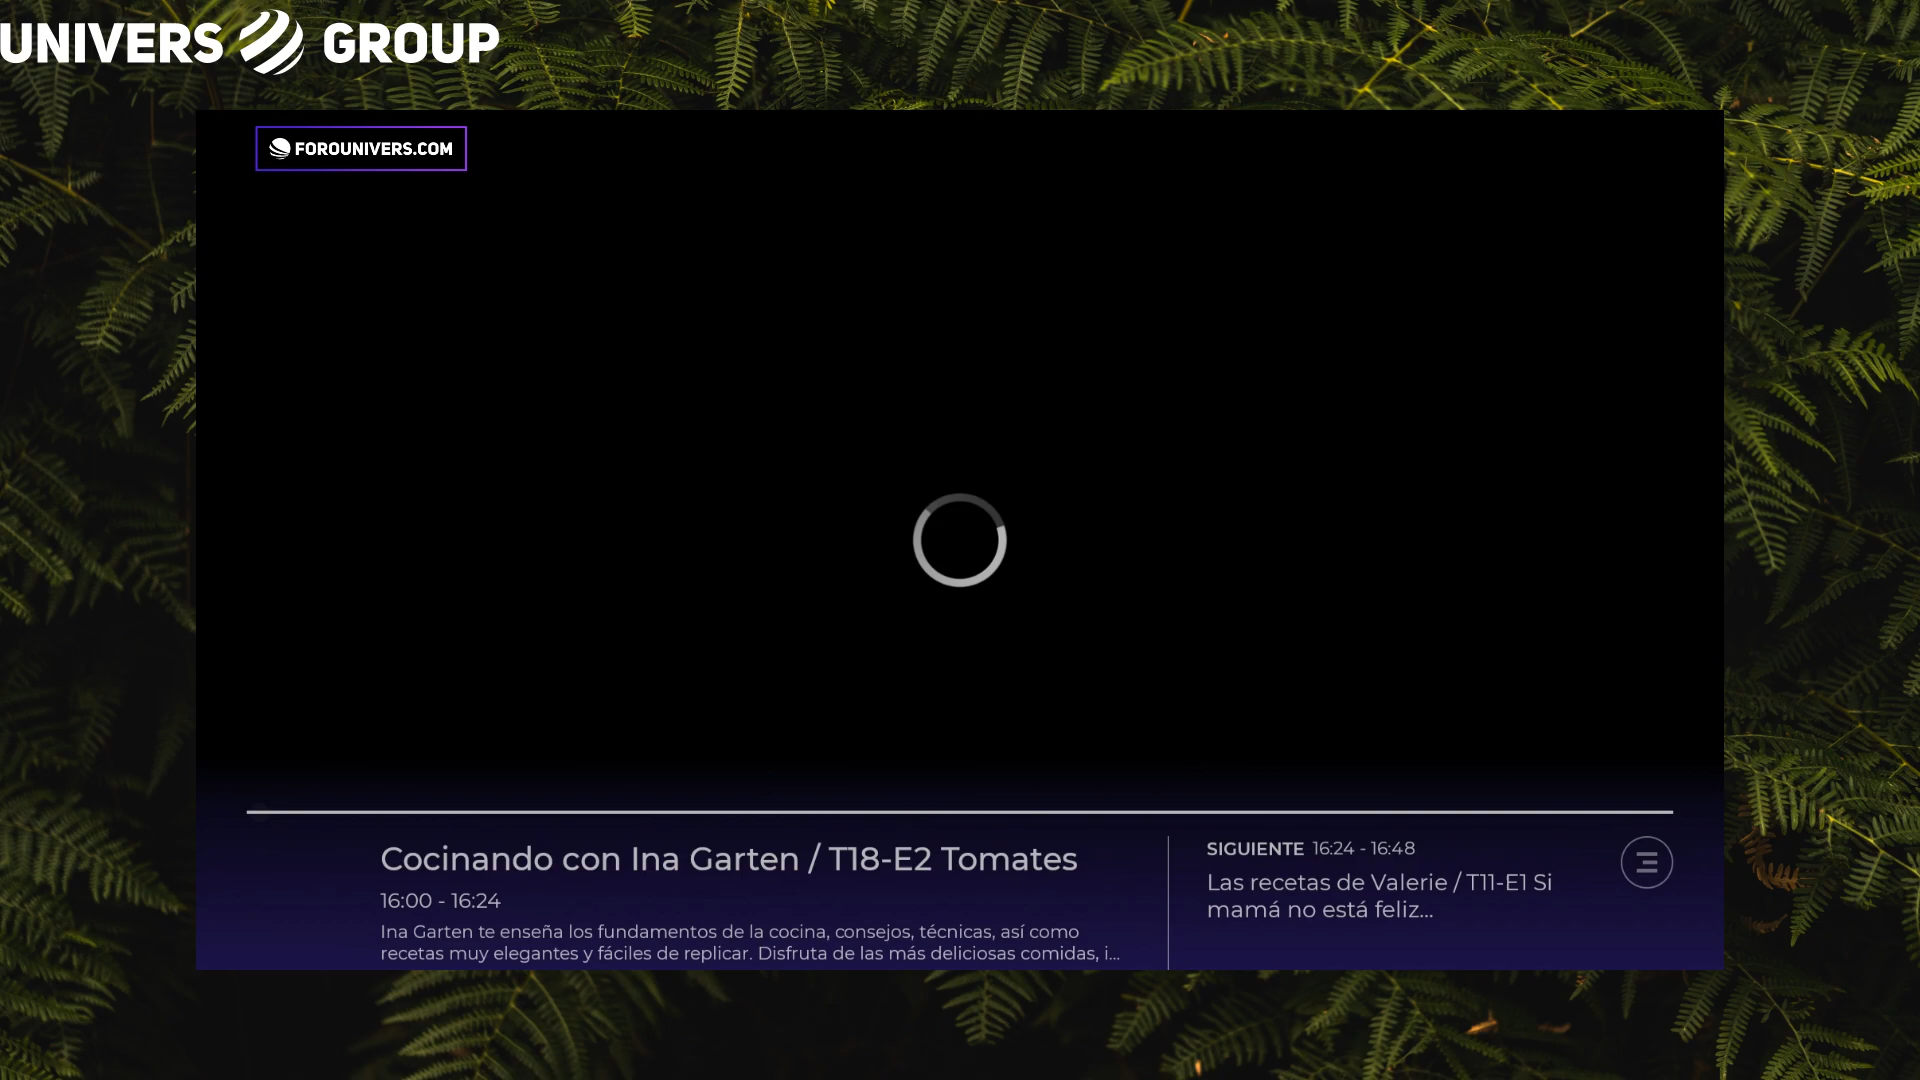 UNIVERS GROUP
FOROUNIVERS.COM
Cocinando con Ina Garten / T18-E2 Tomates
16:00 - 16:24
Ina Garten te enseña los fundamentos de la cocina, consejos, técnicas, así como
recetas muy elegantes y fáciles de replicar. Disfruta de las más deliciosas comidas, i...
SIGUIENTE 16:24 - 16:48
Las recetas de Valerie / T11-E1 Si
mamá no está feliz...